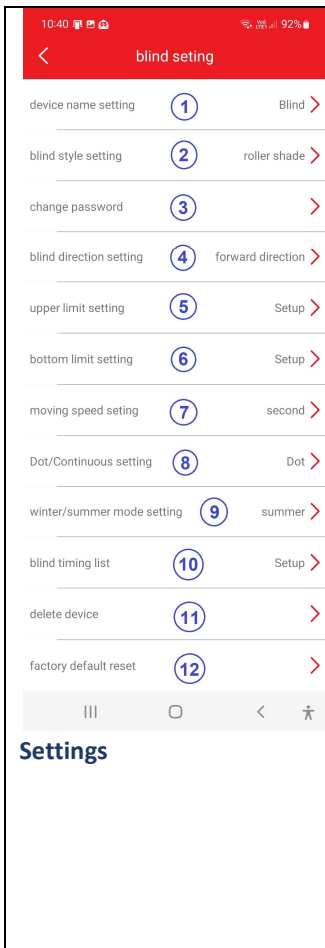 10:40 92%
blind seting
device name setting 1 Blind
blind style setting 2 roller shade
change password 3
blind direction setting 4 forward direction
upper limit setting 5 Setup
bottom limit setting 6 Setup
moving speed seting 7 second
Dot/Continuous setting 8 Dot
winter/summer mode setting 9 summer
blind timing list 10 Setup
delete device 11
factory default reset 12
Settings